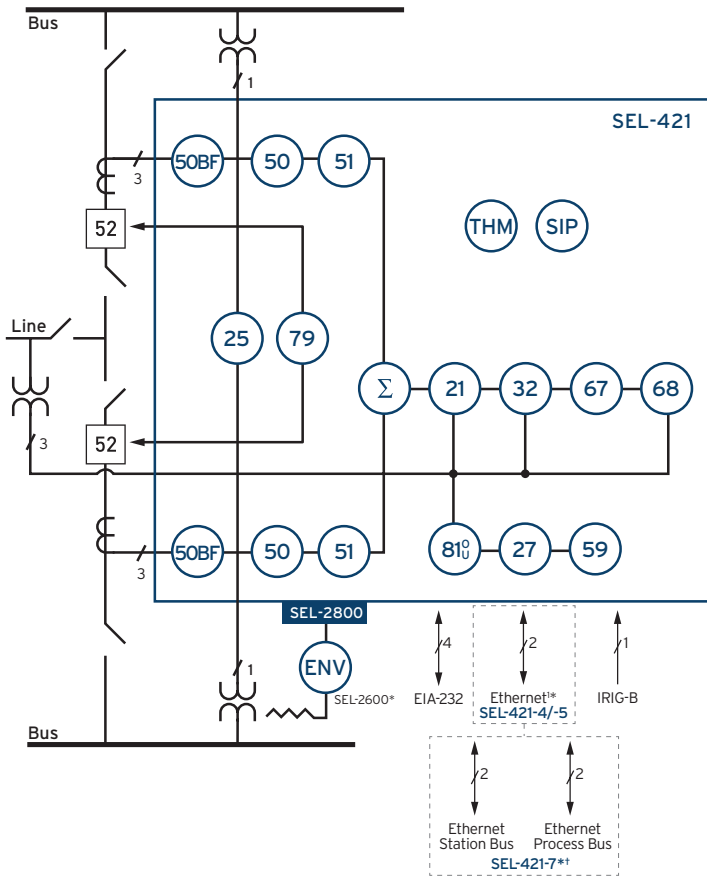 Bus
1
SEL-421
3
50BF
50
51
THM
SIP
52
25
79
Line
Σ
21
32
67
68
3
52
3
50BF
50
51
81OU
27
59
SEL-2800
1
ENV
SEL-2600*
4
EIA-232
2
Ethernet¹*
SEL-421-4/-5
1
IRIG-B
Bus
2
Ethernet
Station Bus
2
Ethernet
Process Bus
SEL-421-7*†